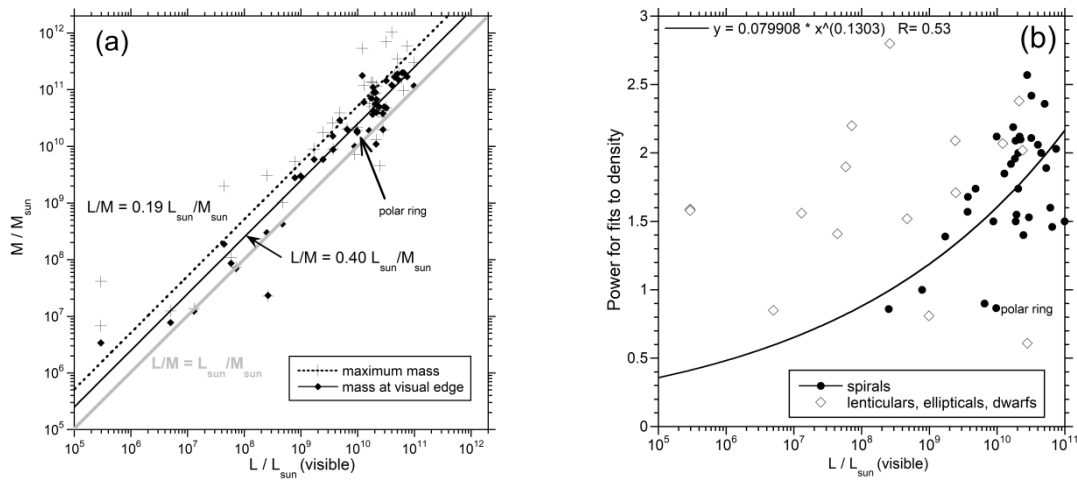 (a)
M / M_sun
10^12
10^11
10^10
10^9
10^8
10^7
10^6
10^5
L/M = 0.19 L_sun/M_sun
polar ring
L/M = 0.40 L_sun/M_sun
L/M = L_sun/M_sun
maximum mass
mass at visual edge
10^5 10^6 10^7 10^8 10^9 10^10 10^11 10^12
L / L_sun (visible)
(b)
y = 0.079908 * x^(0.1303) R= 0.53
Power for fits to density
3
2.5
2
1.5
1
0.5
0
polar ring
spirals
lenticulars, ellipticals, dwarfs
10^5 10^6 10^7 10^8 10^9 10^10 10^11
L / L_sun (visible)